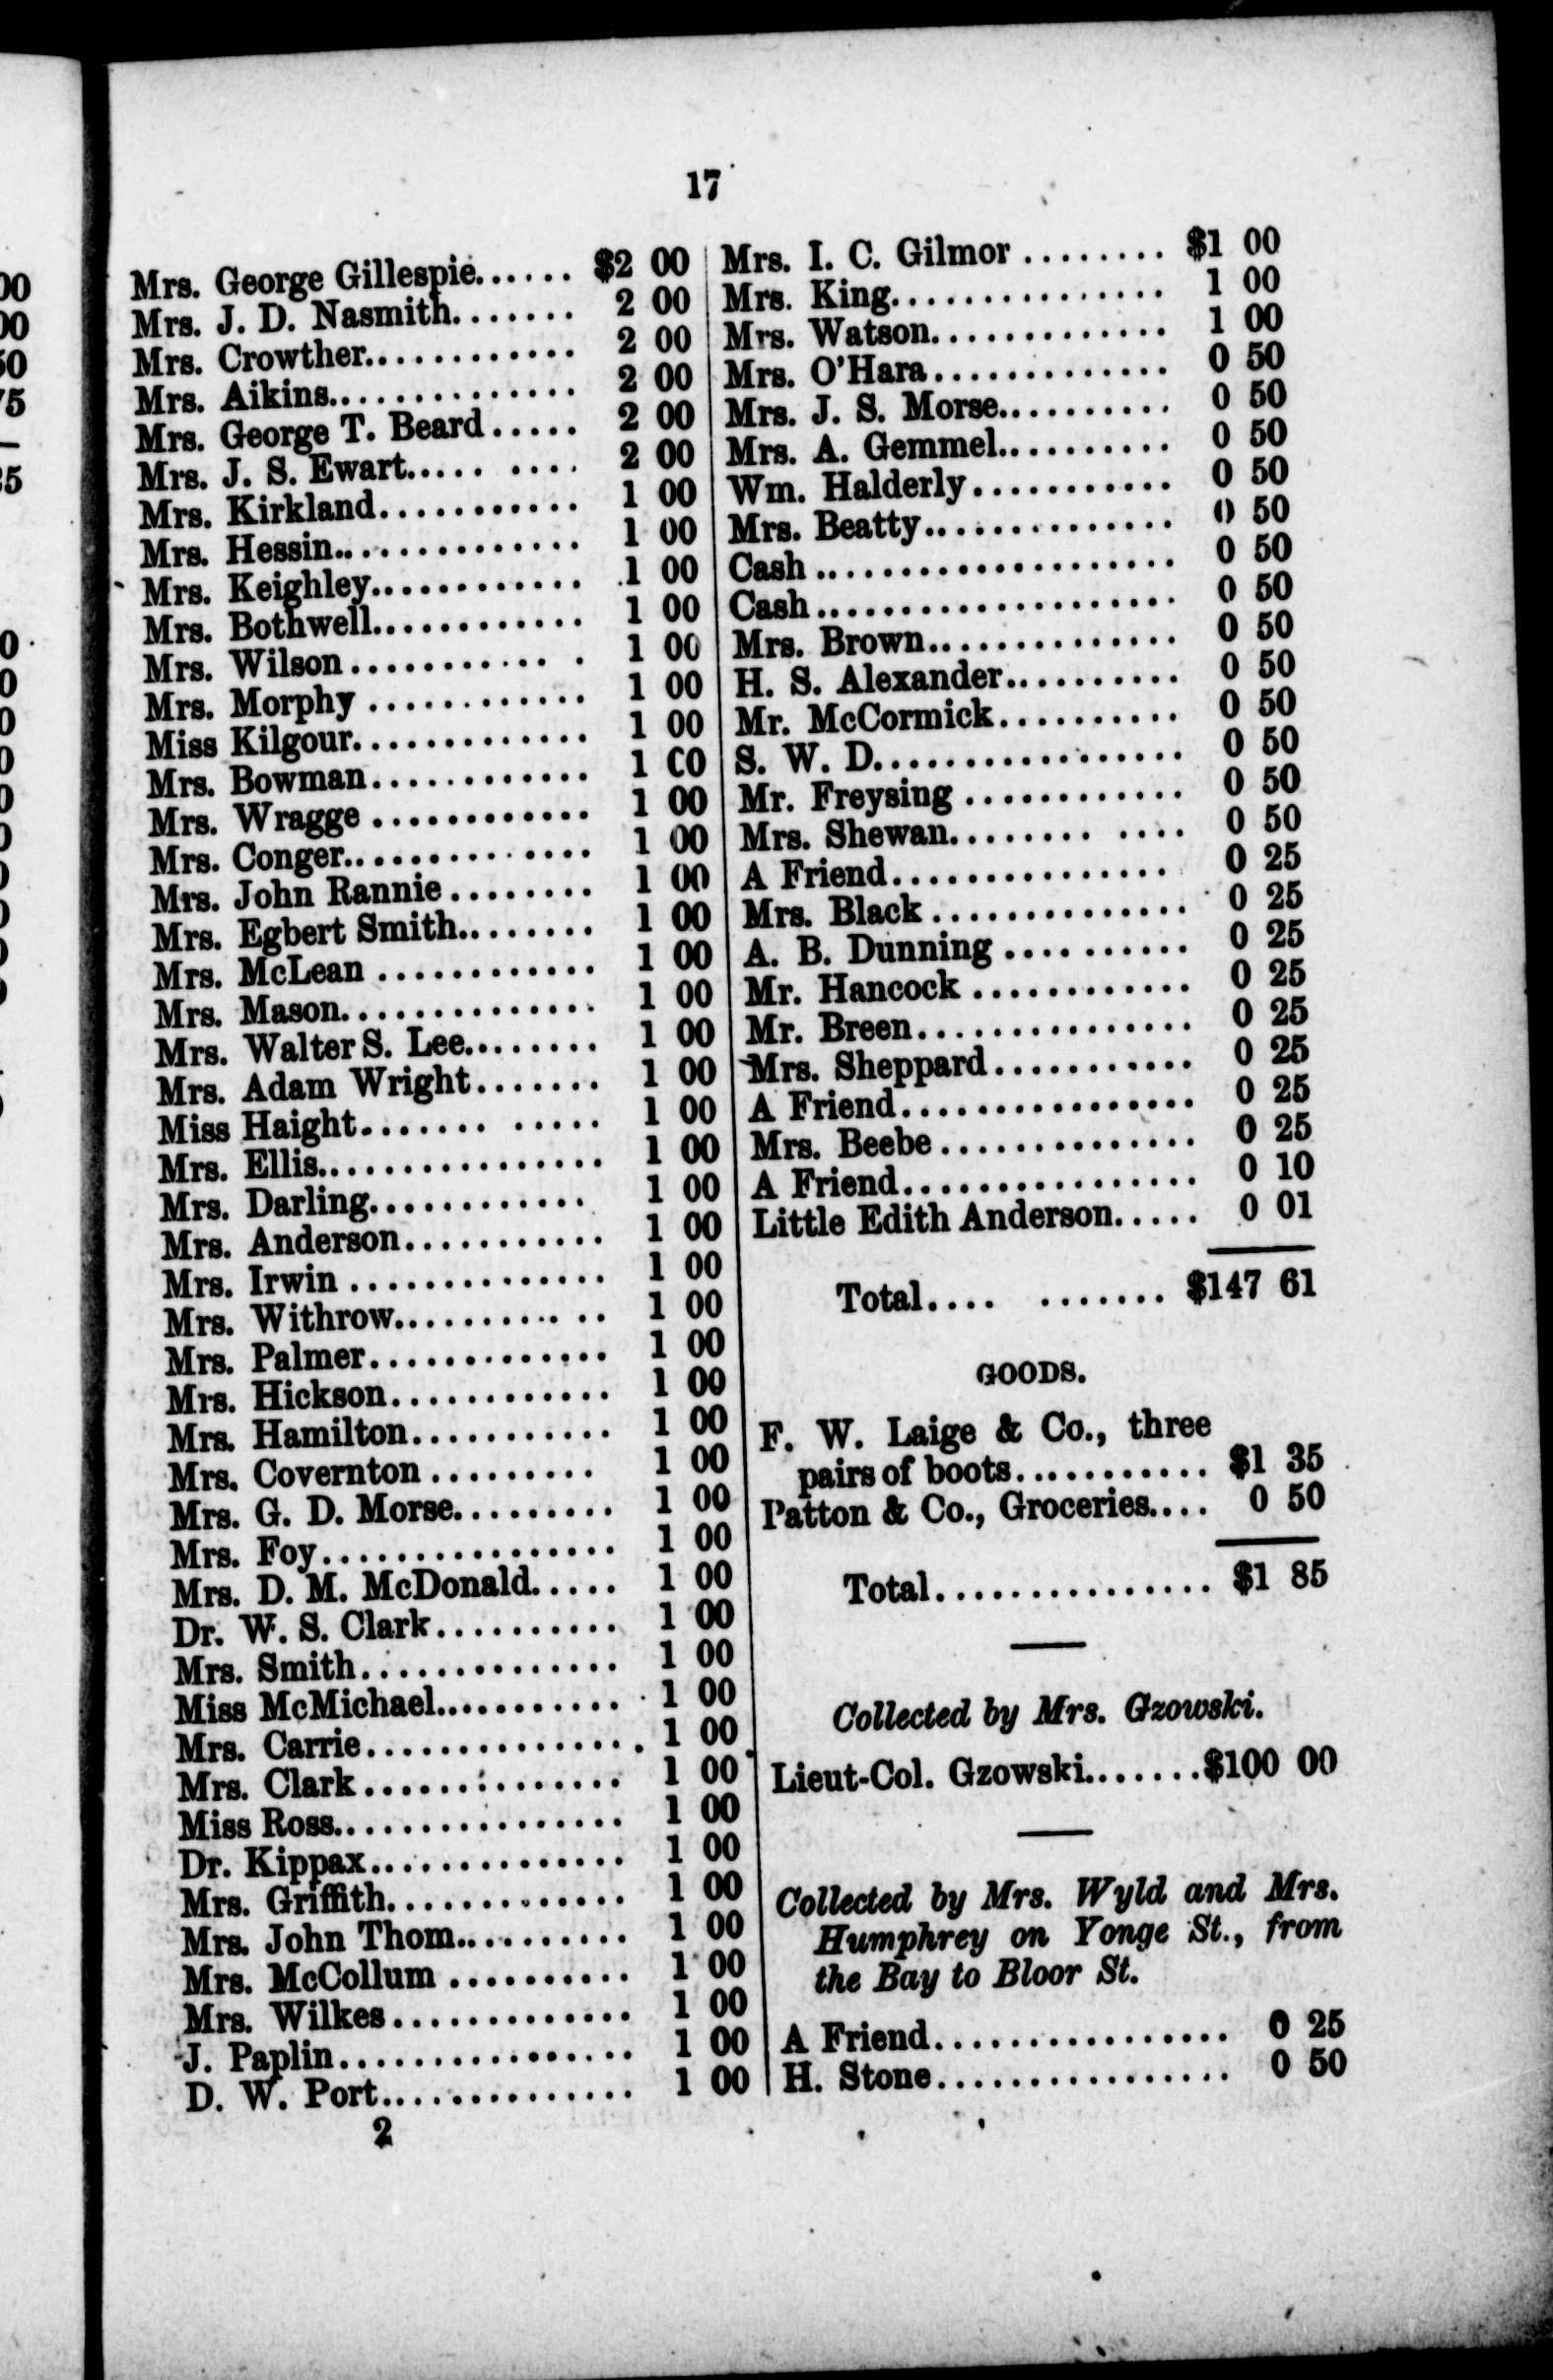 17
Mrs. George Gillespie...... $2 00
Mrs. J. D. Nasmith....... 2 00
Mrs. Crowther............ 2 00
Mrs. Aikins.............. 2 00
Mrs. George T. Beard..... 2 00
Mrs. J. S. Ewart..... .... 2 00
Mrs. Kirkland........... 1 00
Mrs. Hessin............. 1 00
Mrs. Keighley............ 1 00
Mrs. Bothwell............ 1 00
Mrs. Wilson........... . 1 00
Mrs. Morphy ............ 1 00
Miss Kilgour............. 1 00
Mrs. Bowman............ 1 00
Mrs. Wragge ............ 1 00
Mrs. Conger.............. 1 00
Mrs. John Rannie........ 1 00
Mrs. Egbert Smith........ 1 00
Mrs. McLean ............ 1 00
Mrs. Mason.............. 1 00
Mrs. Walter S. Lee........ 1 00
Mrs. Adam Wright....... 1 00
Miss Haight....... ..... 1 00
Mrs. Ellis................ 1 00
Mrs. Darling............ 1 00
Mrs. Anderson........... 1 00
Mrs. Irwin .............. 1 00
Mrs. Withrow.......... .. 1 00
Mrs. Palmer............. 1 00
Mrs. Hickson............ 1 00
Mrs. Hamilton........... 1 00
Mrs. Covernton ......... 1 00
Mrs. G. D. Morse......... 1 00
Mrs. Foy................ 1 00
Mrs. D. M. McDonald..... 1 00
Dr. W. S. Clark.......... 1 00
Mrs. Smith.............. 1 00
Miss McMichael........... 1 00
Mrs. Carrie............... 1 00
Mrs. Clark.............. 1 00
Miss Ross................ 1 00
Dr. Kippax.............. 1 00
Mrs. Griffith............. 1 00
Mrs. John Thom.......... 1 00
Mrs. McCollum .......... 1 00
Mrs. Wilkes............. 1 00
J. Paplin................ 1 00
D. W. Port.............. 1 00
2
Mrs. I. C. Gilmor ........ $1 00
Mrs. King............... 1 00
Mrs. Watson............. 1 00
Mrs. O'Hara............. 0 50
Mrs. J. S. Morse.......... 0 50
Mrs. A. Gemmel.......... 0 50
Wm. Halderly........... 0 50
Mrs. Beatty.............. 0 50
Cash.................... 0 50
Cash.................... 0 50
Mrs. Brown.............. 0 50
H. S. Alexander.......... 0 50
Mr. McCormick.......... 0 50
S. W. D................. 0 50
Mr. Freysing ............ 0 50
Mrs. Shewan........ .... 0 50
A Friend............... 0 25
Mrs. Black.............. 0 25
A. B. Dunning .......... 0 25
Mr. Hancock ............ 0 25
Mr. Breen............... 0 25
Mrs. Sheppard........... 0 25
A Friend................ 0 25
Mrs. Beebe.............. 0 25
A Friend................ 0 10
Little Edith Anderson..... 0 01
Total.... ....... $147 61
GOODS.
F. W. Laige & Co., three
pairs of boots........... $1 35
Patton & Co., Groceries.... 0 50
Total............... $1 85
Collected by Mrs. Gzowski.
Lieut-Col. Gzowski.......$100 00
Collected by Mrs. Wyld and Mrs.
Humphrey on Yonge St., from
the Bay to Bloor St.
A Friend................ 0 25
H. Stone................ 0 50